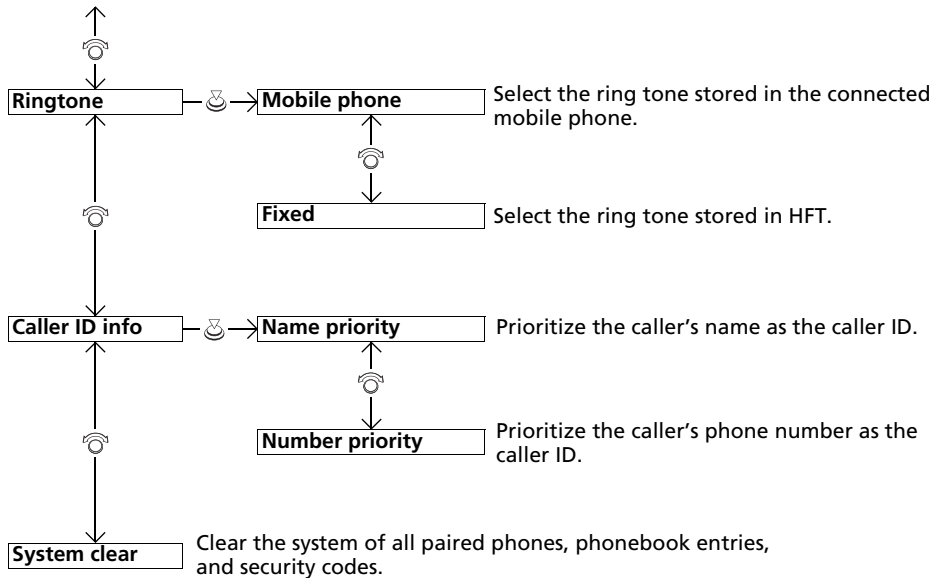 Ringtone
Mobile phone
Select the ring tone stored in the connected
mobile phone.
Fixed
Select the ring tone stored in HFT.
Caller ID info
Name priority
Prioritize the caller’s name as the caller ID.
Number priority
Prioritize the caller’s phone number as the
caller ID.
System clear
Clear the system of all paired phones, phonebook entries,
and security codes.